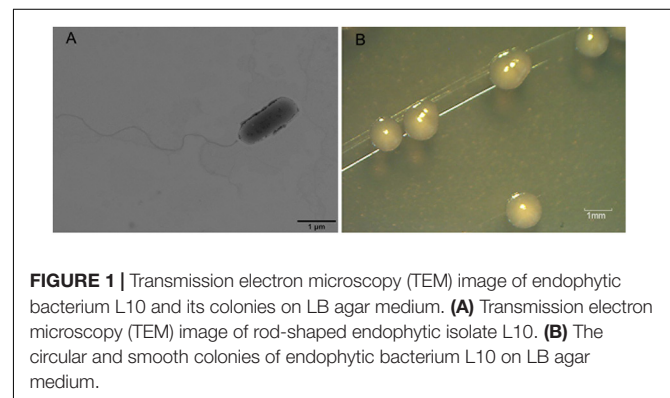 A
B
1 µm
1mm
FIGURE 1 | Transmission electron microscopy (TEM) image of endophytic
bacterium L10 and its colonies on LB agar medium. (A) Transmission electron
microscopy (TEM) image of rod-shaped endophytic isolate L10. (B) The
circular and smooth colonies of endophytic bacterium L10 on LB agar
medium.